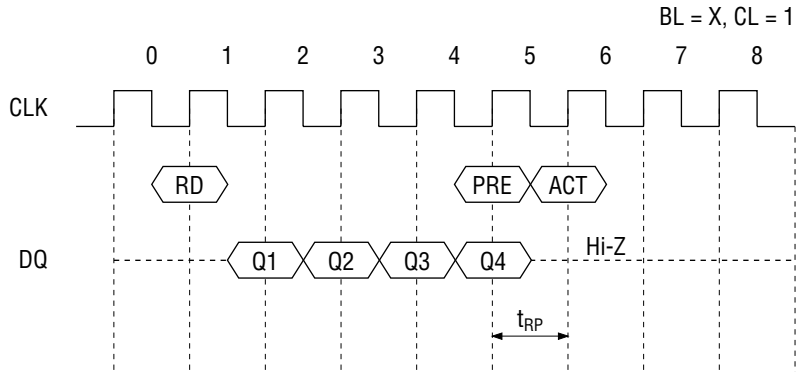 BL = X, CL = 1
0 1 2 3 4 5 6 7 8
CLK
RD PRE ACT
DQ Q1 Q2 Q3 Q4 Hi-Z
tRP